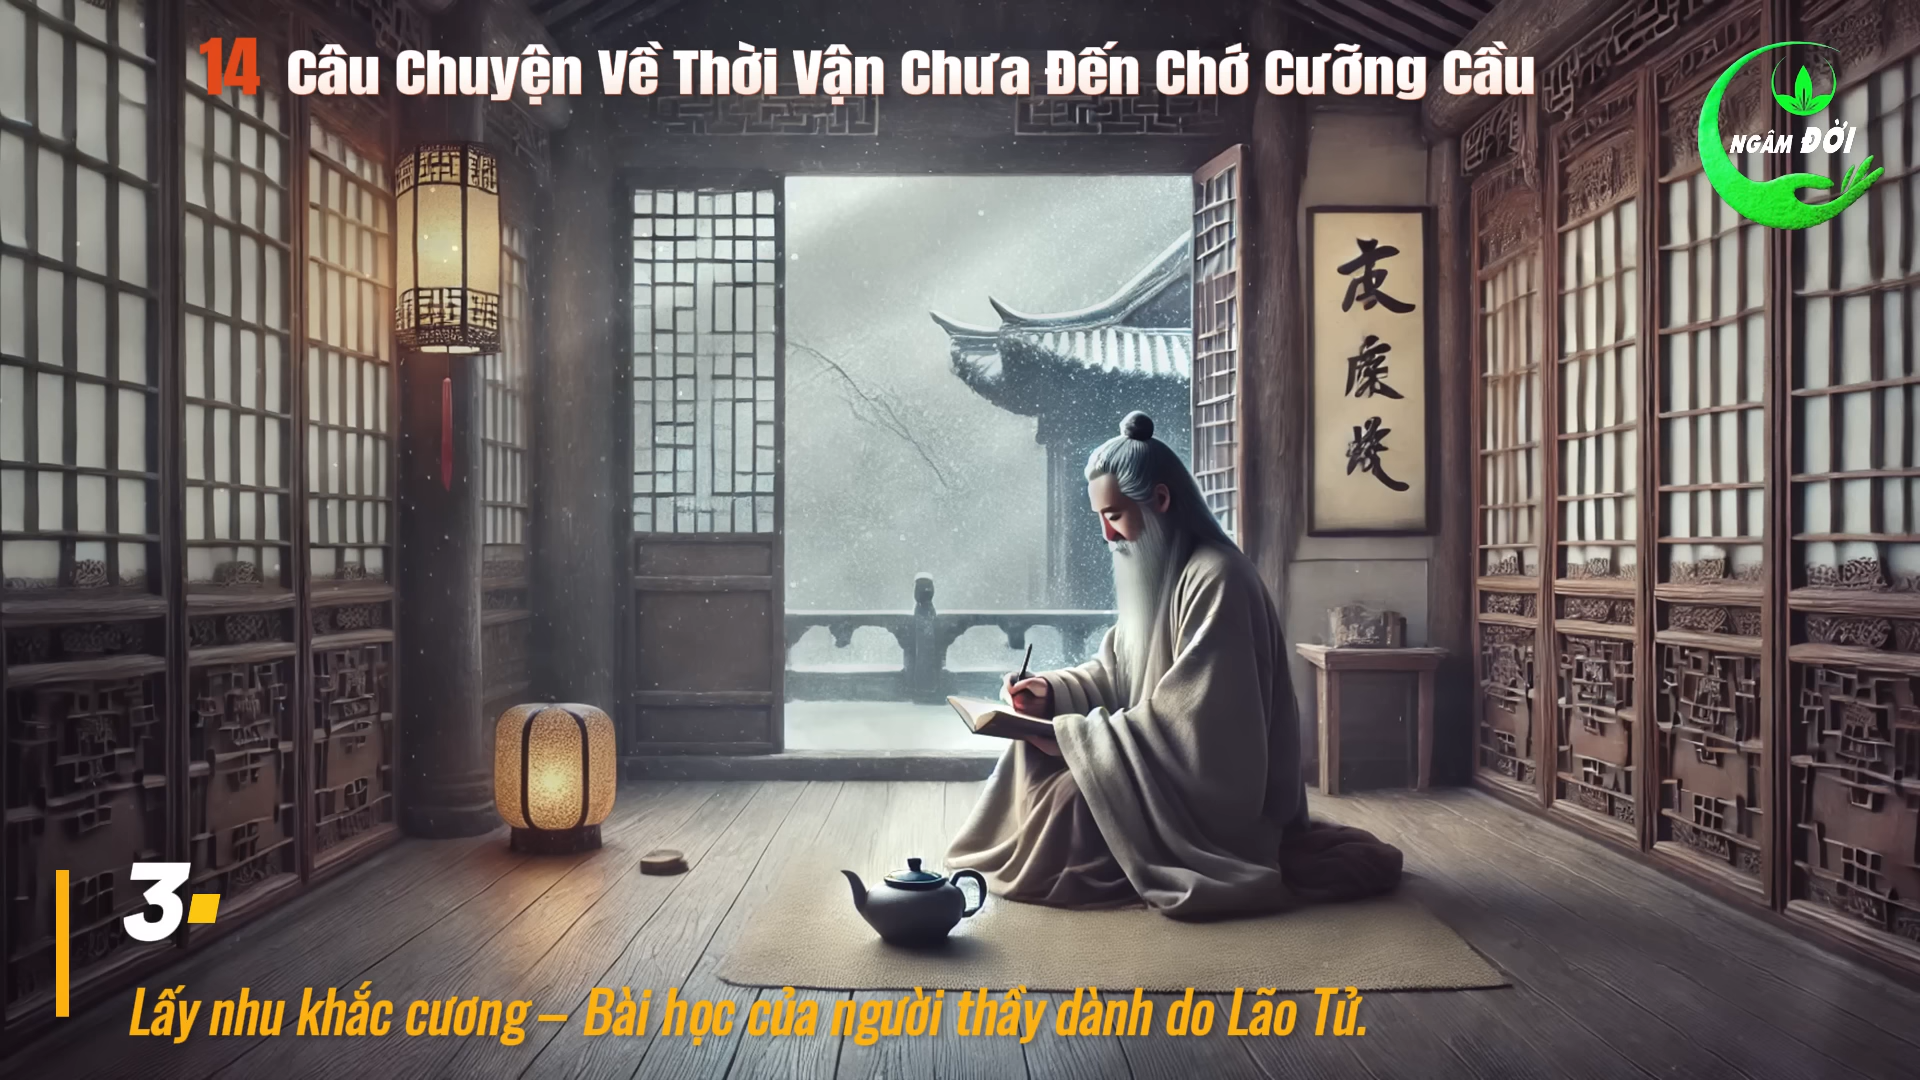 14 Câu Chuyện Về Thời Vận Chưa Đến Chớ Cưỡng Cầu
NGÂM ĐỜI
3
Lấy nhu khắc cương – Bài học của người thầy dành do Lão Tử.